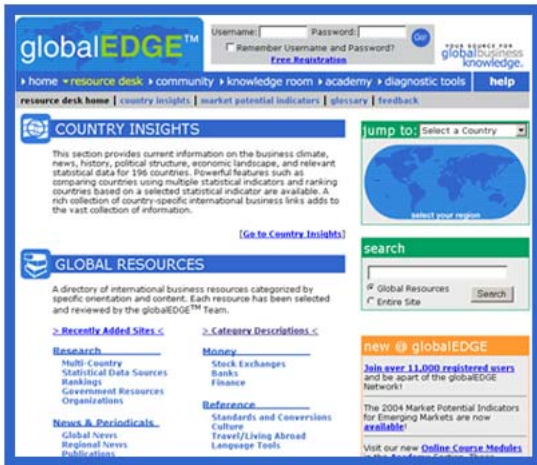 globalEDGE™
Username: Password:
Go!
Remember Username and Password?
Free Registration
YOUR SOURCE FOR
globalbusiness
knowledge.
home resource desk community knowledge room academy diagnostic tools help
resource desk home | country insights | market potential indicators | glossary | feedback
COUNTRY INSIGHTS
This section provides current information on the business climate,
news, history, political structure, economic landscape, and relevant
statistical data for 196 countries. Powerful features such as
comparing countries using multiple statistical indicators and ranking
countries based on a selected statistical indicator are available. A
rich collection of country-specific international business links adds to
the vast collection of information.
[Go to Country Insights]
GLOBAL RESOURCES
A directory of international business resources categorized by
specific orientation and content. Each resource has been selected
and reviewed by the globalEDGE™ Team.
> Recently Added Sites < > Category Descriptions <
Research
Multi-Country
Statistical Data Sources
Rankings
Government Resources
Organizations
News & Periodicals
Global News
Regional News
Publications
Money
Stock Exchanges
Banks
Finance
Reference
Standards and Conversions
Culture
Travel/Living Abroad
Language Tools
jump to: Select a Country
select your region
search
Global Resources
Entire Site
Search
new @ globalEDGE
Join over 11,000 registered users
and be apart of the globalEDGE
Network!
The 2004 Market Potential Indicators
for Emerging Markets are now
available!
Visit our new Online Course Modules
in the Academy Section. These